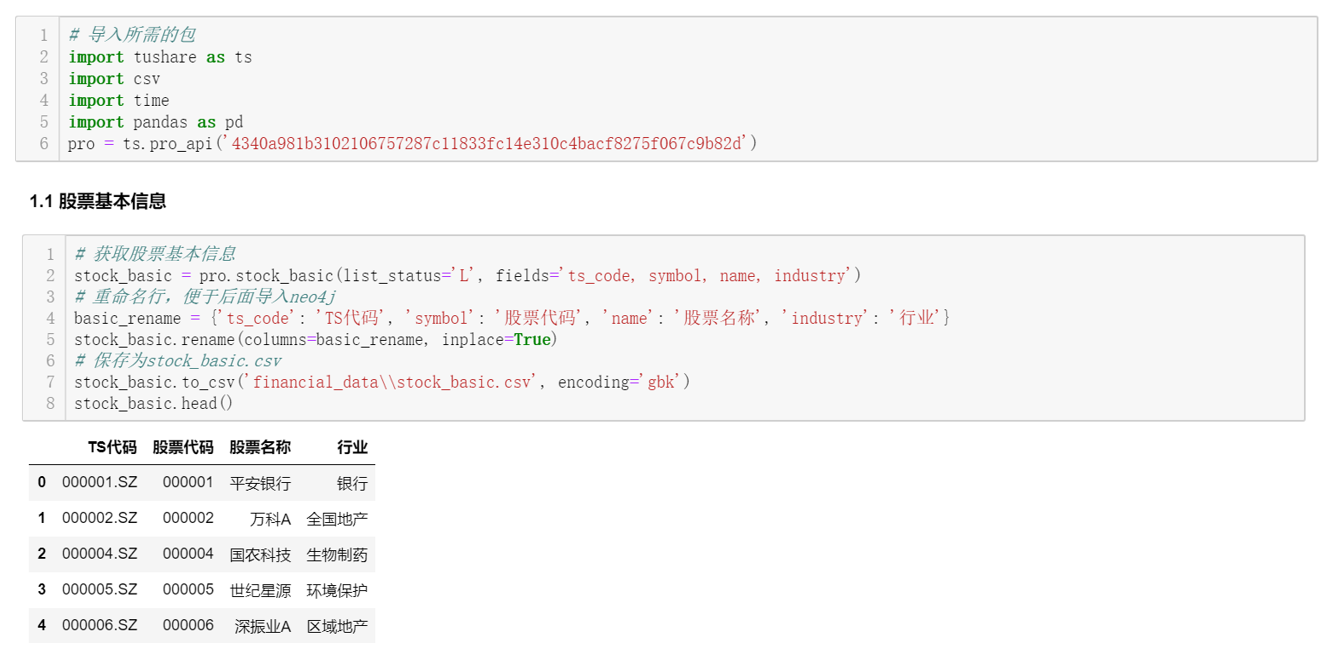 1 # 导入所需的包
2 import tushare as ts
3 import csv
4 import time
5 import pandas as pd
6 pro = ts.pro_api('4340a981b3102106757287c11833fc14e310c4bacf8275f067c9b82d')
1.1 股票基本信息
1 # 获取股票基本信息
2 stock_basic = pro.stock_basic(list_status='L', fields='ts_code, symbol, name, industry')
3 # 重命名行，便于后面导入neo4j
4 basic_rename = {'ts_code': 'TS代码', 'symbol': '股票代码', 'name': '股票名称', 'industry': '行业'}
5 stock_basic.rename(columns=basic_rename, inplace=True)
6 # 保存为stock_basic.csv
7 stock_basic.to_csv('financial_data\\stock_basic.csv', encoding='gbk')
8 stock_basic.head()
TS代码 股票代码 股票名称 行业
0 000001.SZ 000001 平安银行 银行
1 000002.SZ 000002 万科A 全国地产
2 000004.SZ 000004 国农科技 生物制药
3 000005.SZ 000005 世纪星源 环境保护
4 000006.SZ 000006 深振业A 区域地产